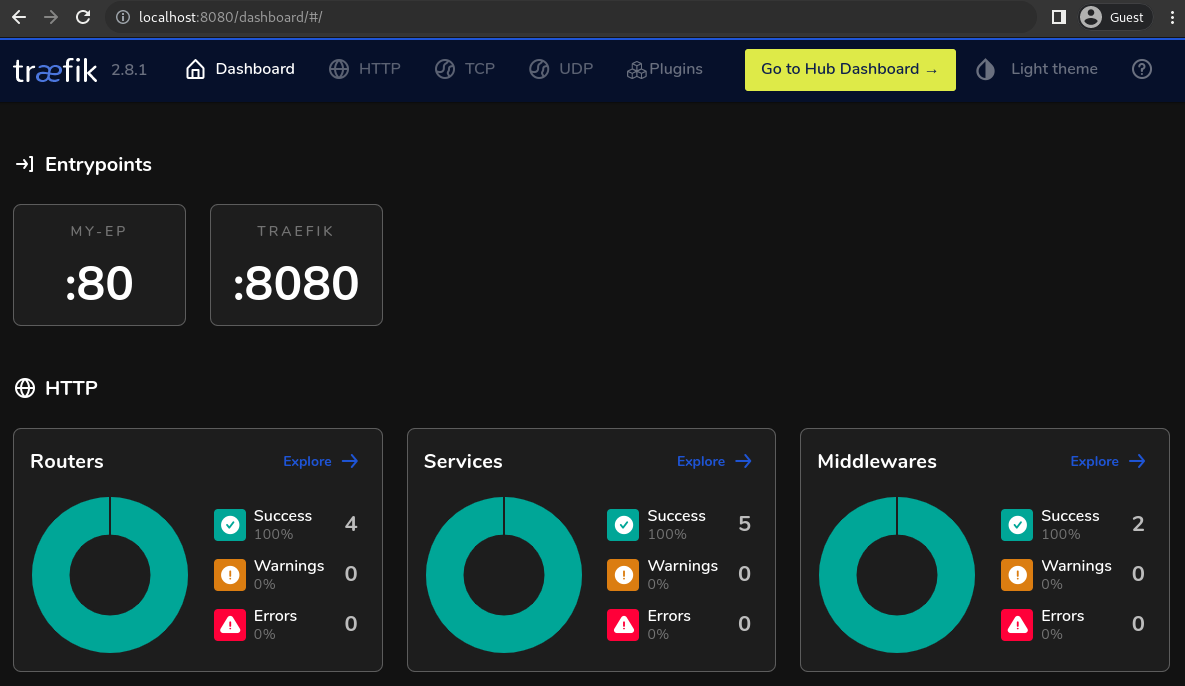 localhost:8080/dashboard/#/ Guest
træfik 2.8.1 Dashboard HTTP TCP UDP Plugins Go to Hub Dashboard → Light theme
Entrypoints
MY-EP
:80
TRAEFIK
:8080
HTTP
Routers Explore
Success 4
100%
Warnings 0
0%
Errors 0
0%
Services Explore
Success 5
100%
Warnings 0
0%
Errors 0
0%
Middlewares Explore
Success 2
100%
Warnings 0
0%
Errors 0
0%